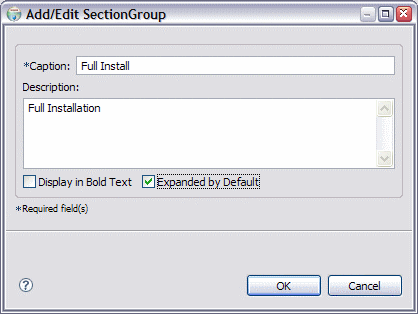 Add/Edit SectionGroup
*Caption: Full Install
Description:
Full Installation
Display in Bold Text Expanded by Default
*Required field(s)
? OK Cancel